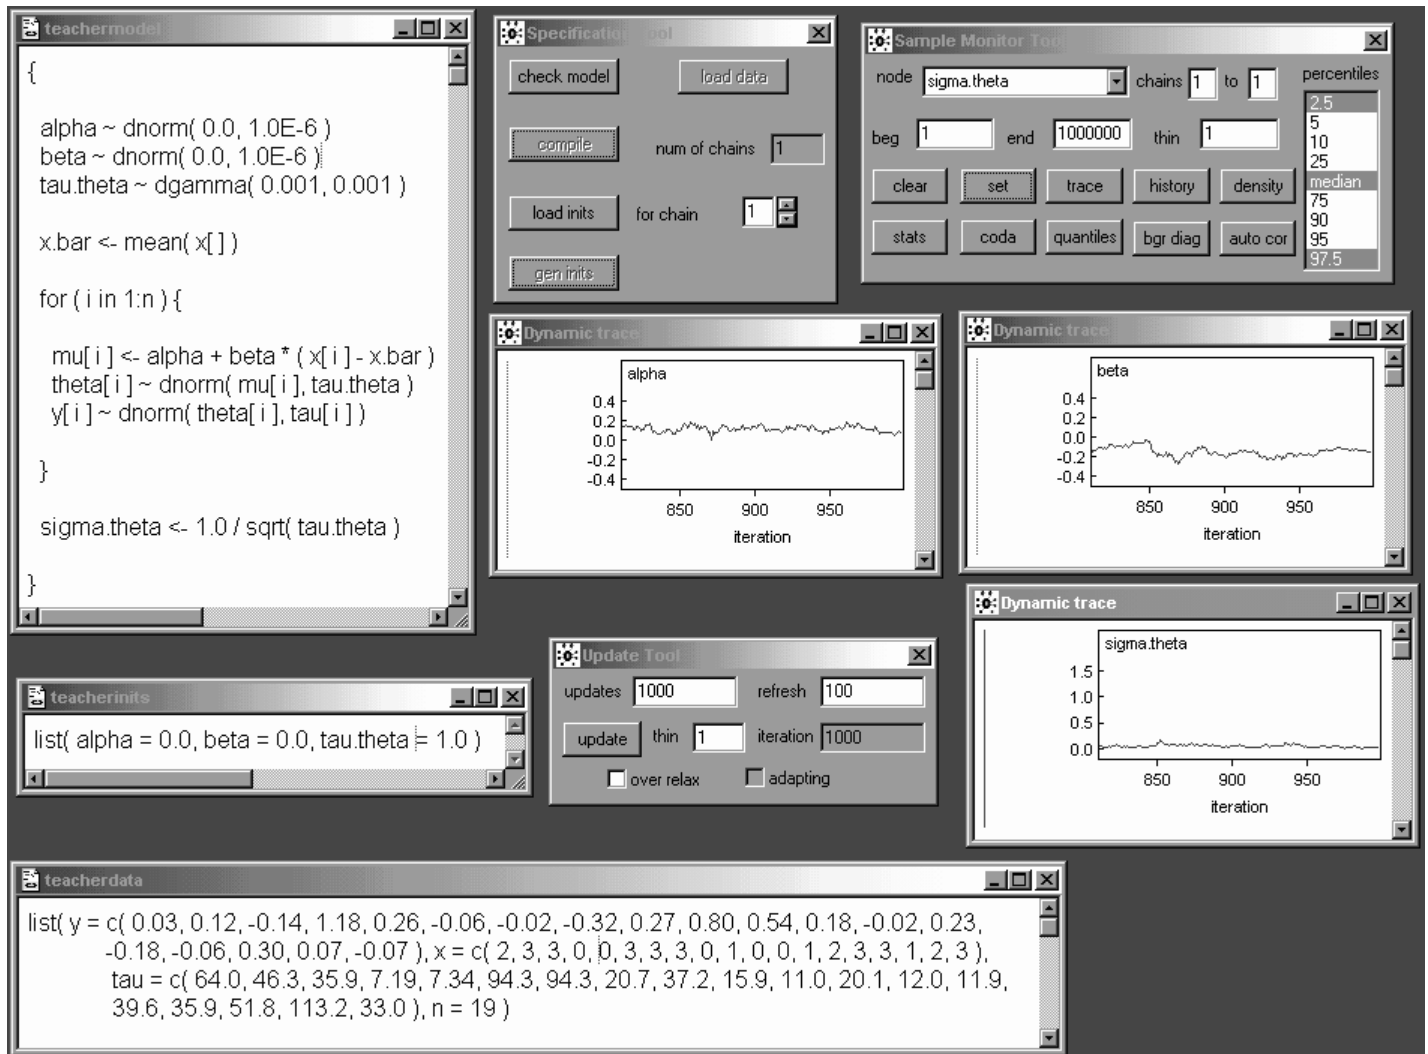 teachermodel
{
alpha ~ dnorm( 0.0, 1.0E-6 )
beta ~ dnorm( 0.0, 1.0E-6 )
tau.theta ~ dgamma( 0.001, 0.001 )
x.bar <- mean( x[ ] )
for ( i in 1:n ) {
mu[ i ] <- alpha + beta * ( x[ i ] - x.bar )
theta[ i ] ~ dnorm( mu[ i ], tau.theta )
y[ i ] ~ dnorm( theta[ i ], tau[ i ] )
}
sigma.theta <- 1.0 / sqrt( tau.theta )
}
Specification Tool
check model load data
compile num of chains 1
load inits for chain 1
gen inits
Sample Monitor Tool
node sigma.theta chains 1 to 1 percentiles
beg 1 end 1000000 thin 1
clear set trace history density
stats coda quantiles bgr diag auto cor
2.5
5
10
25
median
75
90
95
97.5
Dynamic trace
alpha
0.4
0.2
0.0
-0.2
-0.4
850 900 950
iteration
Dynamic trace
beta
0.4
0.2
0.0
-0.2
-0.4
850 900 950
iteration
Dynamic trace
sigma.theta
1.5
1.0
0.5
0.0
850 900 950
iteration
teacherinits
list( alpha = 0.0, beta = 0.0, tau.theta = 1.0 )
Update Tool
updates 1000 refresh 100
update thin 1 iteration 1000
over relax adapting
teacherdata
list( y = c( 0.03, 0.12, -0.14, 1.18, 0.26, -0.06, -0.02, -0.32, 0.27, 0.80, 0.54, 0.18, -0.02, 0.23,
-0.18, -0.06, 0.30, 0.07, -0.07 ), x = c( 2, 3, 3, 0, 0, 3, 3, 3, 0, 1, 0, 0, 1, 2, 3, 3, 1, 2, 3 ),
tau = c( 64.0, 46.3, 35.9, 7.19, 7.34, 94.3, 94.3, 20.7, 37.2, 15.9, 11.0, 20.1, 12.0, 11.9,
39.6, 35.9, 51.8, 113.2, 33.0 ), n = 19 )